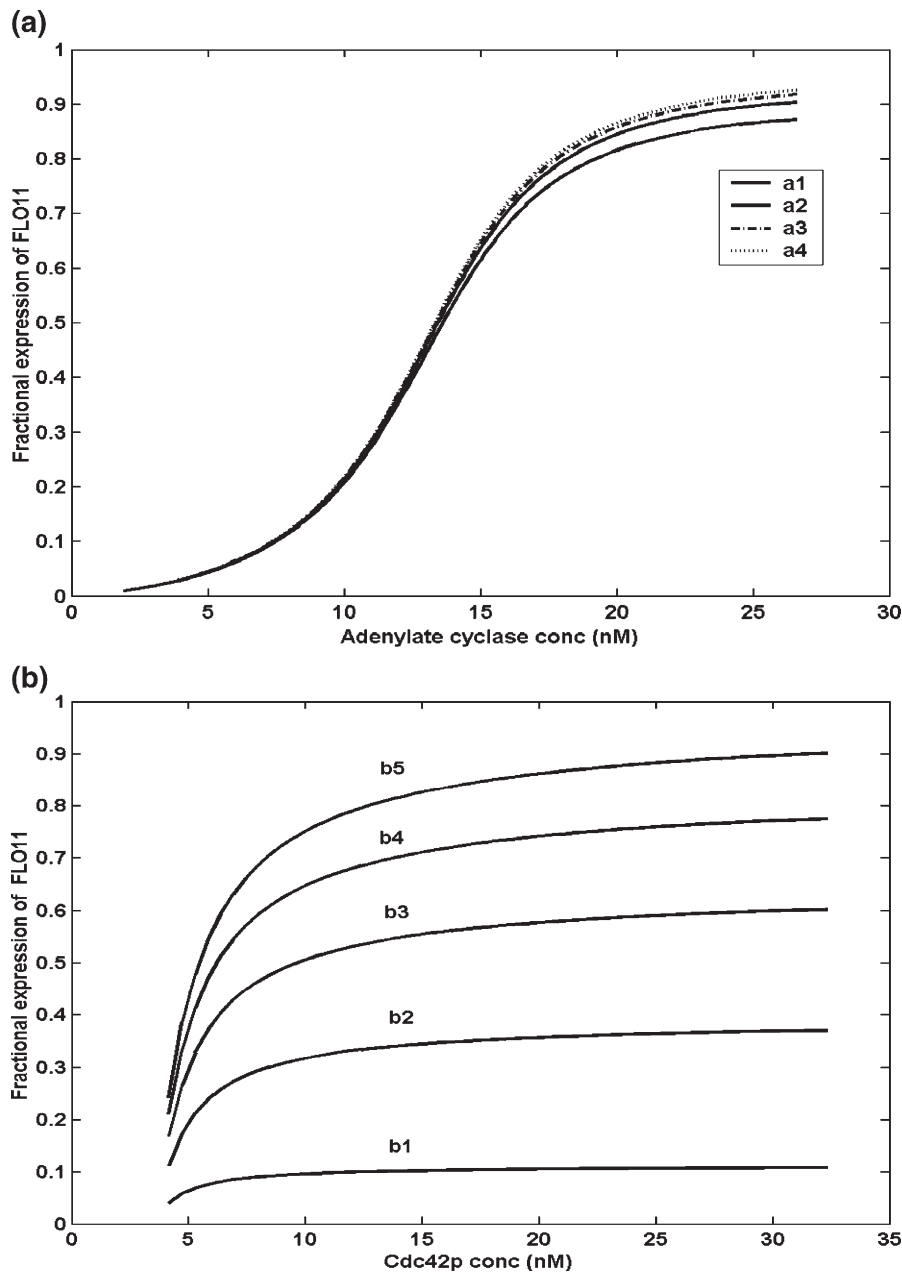 (a)
1
0.9
0.8
0.7
0.6
0.5
0.4
0.3
0.2
0.1
0
Fractional expression of FLO11
a1
a2
a3
a4
0 5 10 15 20 25 30
Adenylate cyclase conc (nM)
(b)
1
0.9
0.8
0.7
0.6
0.5
0.4
0.3
0.2
0.1
0
Fractional expression of FLO11
b5
b4
b3
b2
b1
0 5 10 15 20 25 30 35
Cdc42p conc (nM)